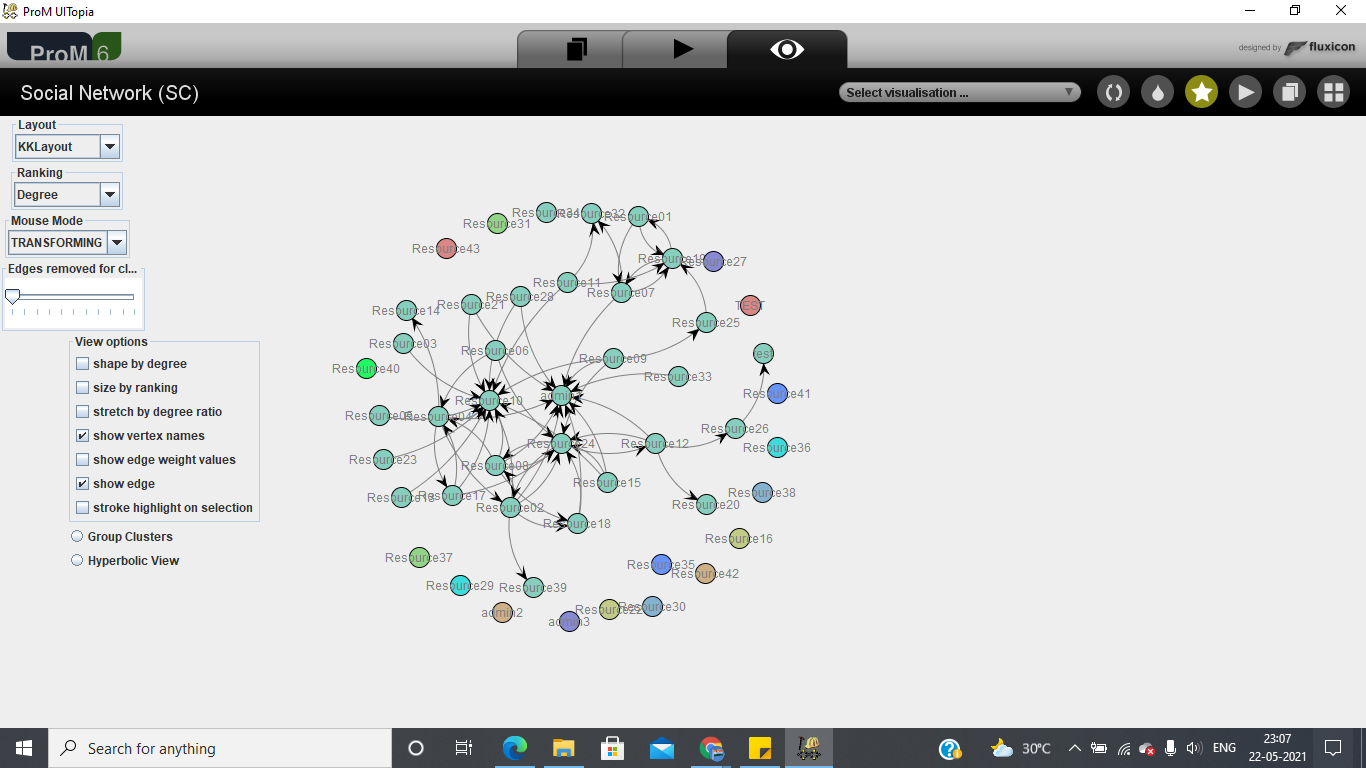 ProM UITopia
ProM 6
designed by fluxicon
Social Network (SC)
Select visualisation ...
Layout
KKLayout
Ranking
Degree
Mouse Mode
TRANSFORMING
Edges removed for cl...
View options
shape by degree
size by ranking
stretch by degree ratio
show vertex names
show edge weight values
show edge
stroke highlight on selection
Group Clusters
Hyperbolic View
Resource32
Resource01
Resource31
Resource43
Resource27
Resource11
Resource07
Resource28
Resource21
Resource14
TEST
Resource25
Resource03
Resource06
test
Resource09
Resource40
Resource33
Resource41
Resource10
Resource05
Resource26
Resource24
Resource12
Resource36
Resource23
Resource08
Resource15
Resource38
Resource17
Resource02
Resource20
Resource18
Resource16
Resource37
Resource35
Resource42
Resource29
Resource39
Resource22
Resource30
admin2
admin3
Search for anything
30°C
ENG
23:07
22-05-2021